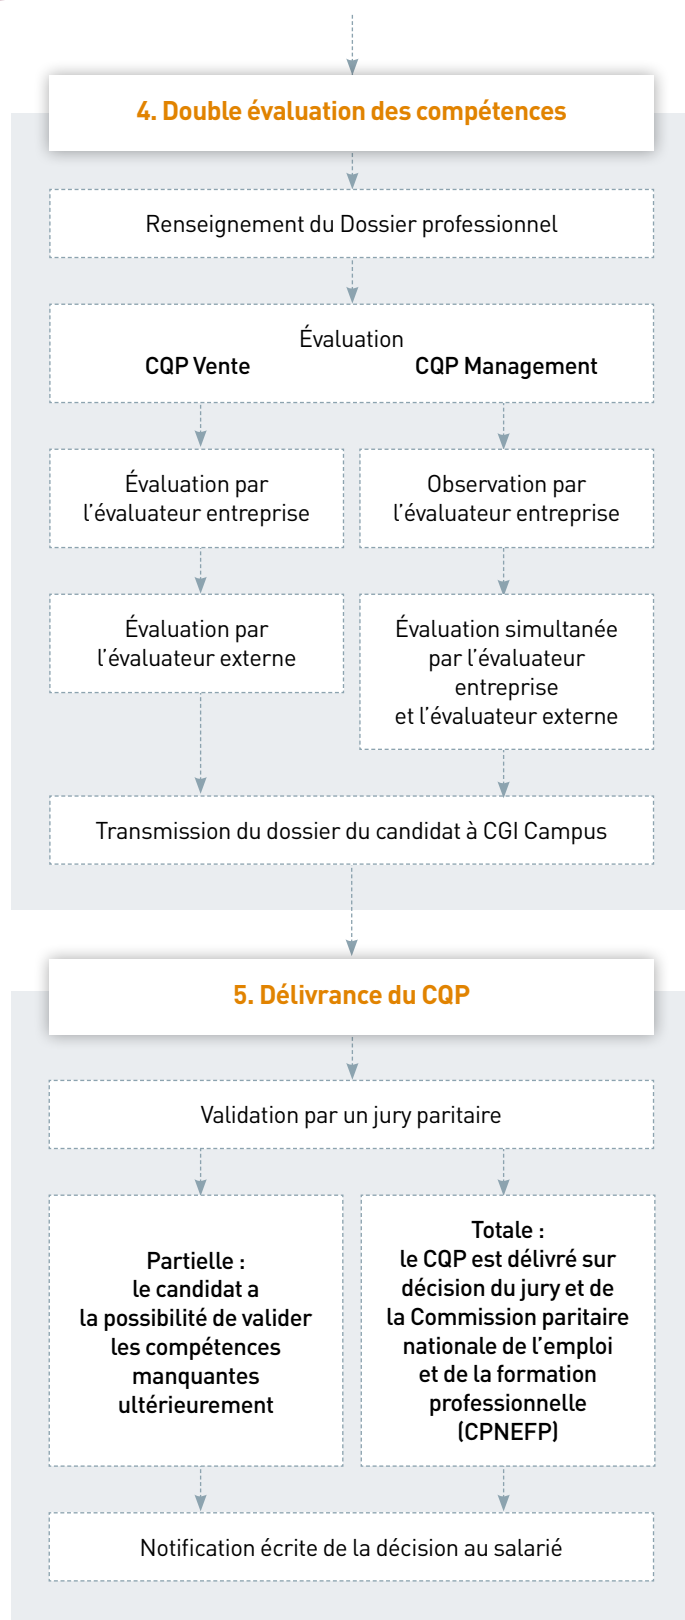 4. Double évaluation des compétences
Renseignement du Dossier professionnel
Évaluation
CQP Vente
CQP Management
Évaluation par
l’évaluateur entreprise
Observation par
l’évaluateur entreprise
Évaluation par
l’évaluateur externe
Évaluation simultanée
par l’évaluateur
entreprise
et l’évaluateur externe
Transmission du dossier du candidat à CGI Campus
5. Délivrance du CQP
Validation par un jury paritaire
Partielle :
le candidat a
la possibilité de valider
les compétences
manquantes
ultérieurement
Totale :
le CQP est délivré sur
décision du jury et de
la Commission paritaire
nationale de l’emploi
et de la formation
professionnelle
(CPNEFP)
Notification écrite de la décision au salarié